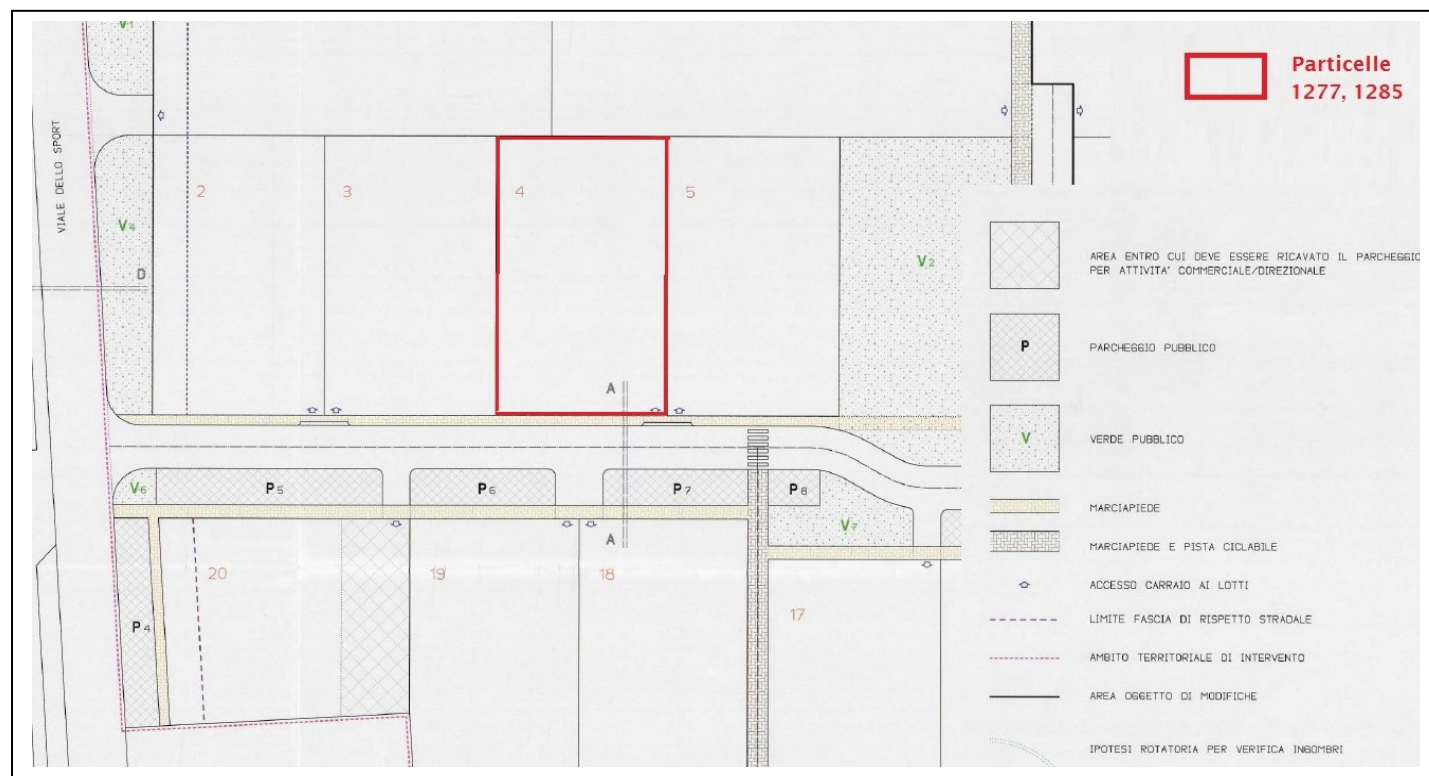 V1
Particelle
1277, 1285
VIALE DELLO SPORT
2
3
4
5
V4
V2
D
A
AREA ENTRO CUI DEVE ESSERE RICAVATO IL PARCHEGGIO
PER ATTIVITA' COMMERCIALE/DIREZIONALE
P
PARCHEGGIO PUBBLICO
V
VERDE PUBBLICO
V6
P5
P6
P7
P8
V7
A
MARCIAPIEDE
MARCIAPIEDE E PISTA CICLABILE
20
19
18
17
P4
ACCESSO CARRAIO AI LOTTI
LIMITE FASCIA DI RISPETTO STRADALE
AMBITO TERRITORIALE DI INTERVENTO
AREA OGGETTO DI MODIFICHE
IPOTESI ROTATORIA PER VERIFICA INGOMBRI